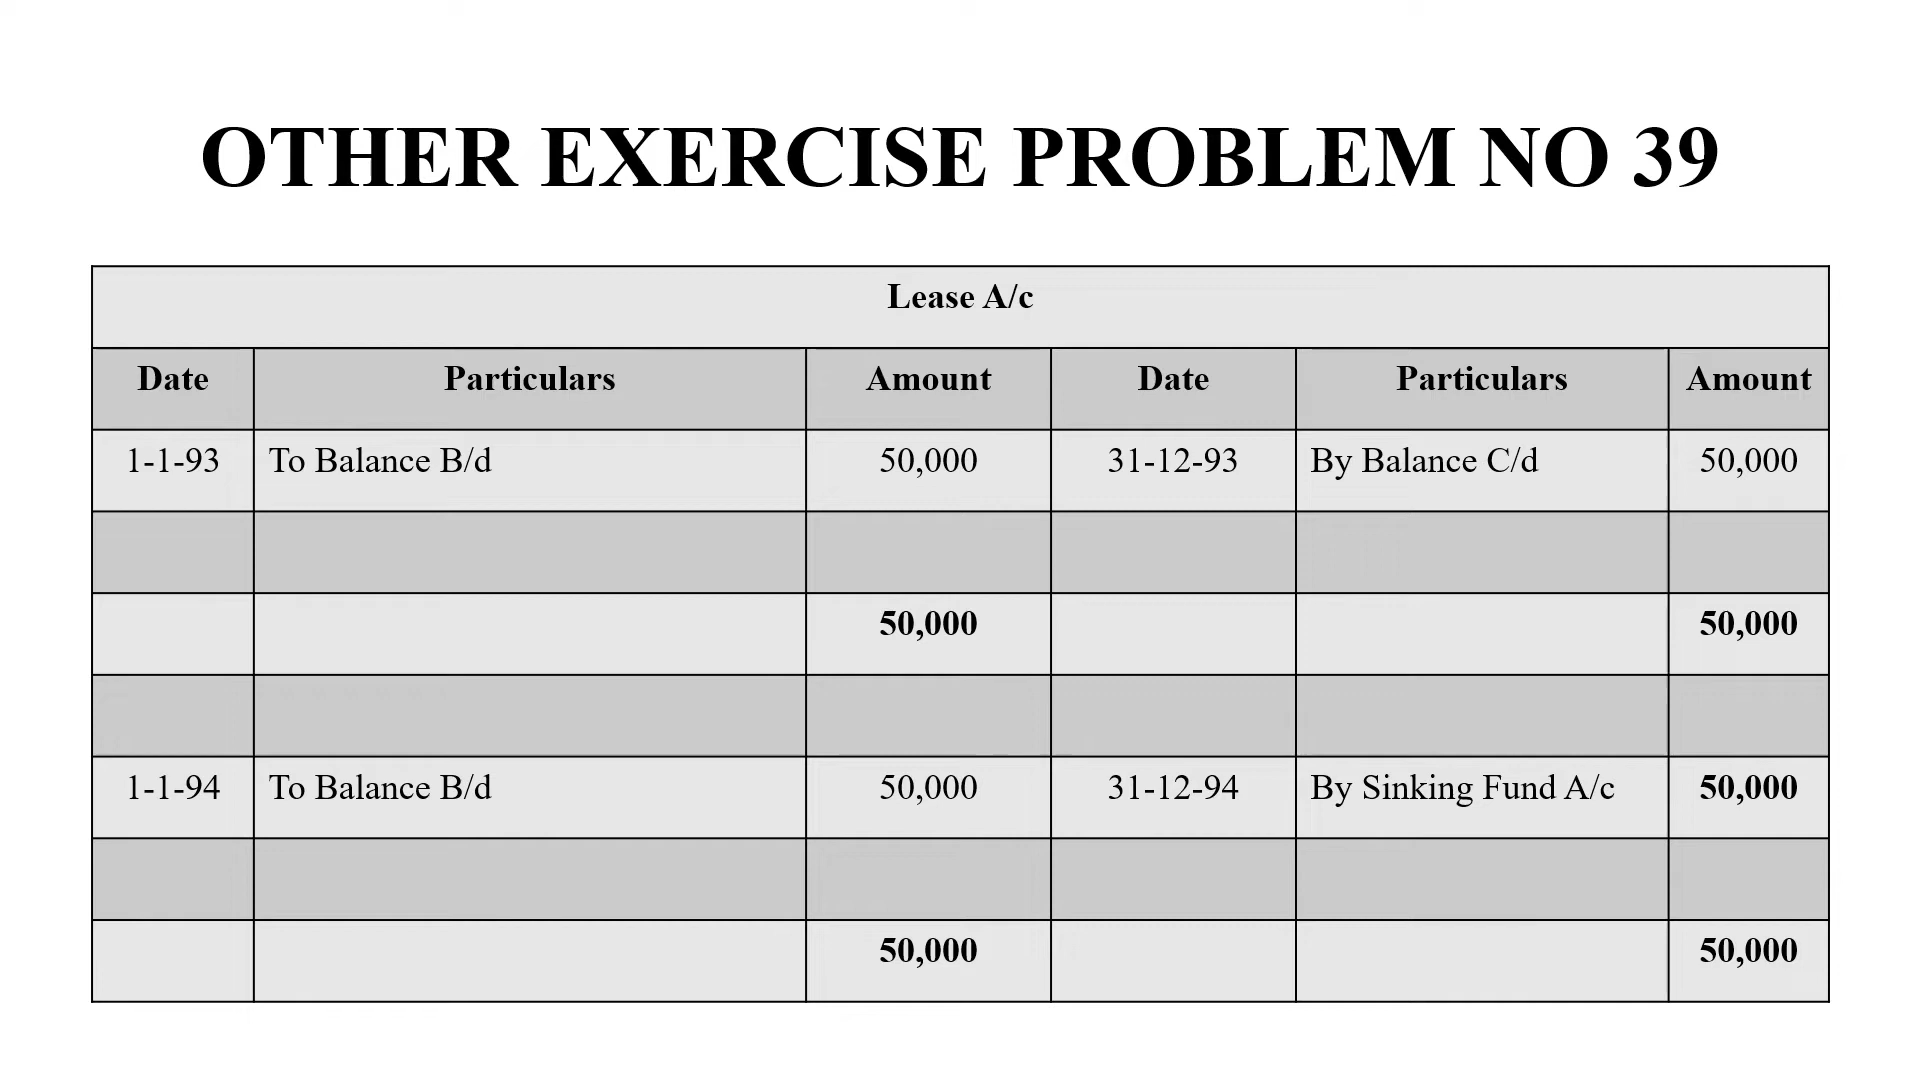 OTHER EXERCISE PROBLEM NO 39
Lease A/c
Date Particulars Amount Date Particulars Amount
1-1-93 To Balance B/d 50,000 31-12-93 By Balance C/d 50,000
50,000 50,000
1-1-94 To Balance B/d 50,000 31-12-94 By Sinking Fund A/c 50,000
50,000 50,000